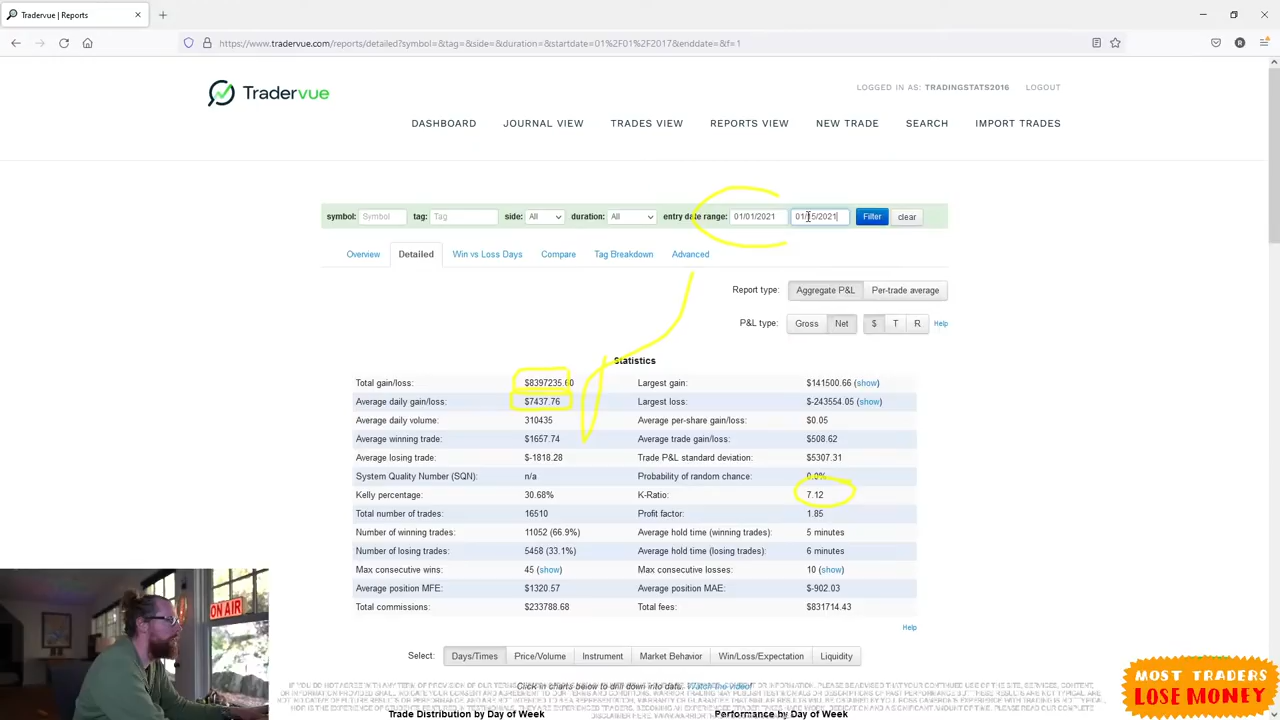 Tradervue | Reports
https://www.tradervue.com/reports/detailed?symbol=&tag=&side=&duration=&startdate=01%2F01%2F2017&enddate=&f=1
Tradervue
LOGGED IN AS: TRADINGSTATS2016 LOGOUT
DASHBOARD JOURNAL VIEW TRADES VIEW REPORTS VIEW NEW TRADE SEARCH IMPORT TRADES
symbol: Symbol tag: Tag side: All duration: All entry date range: 01/01/2021 01/15/2021 Filter clear
Overview Detailed Win vs Loss Days Compare Tag Breakdown Advanced
Report type: Aggregate P&L Per-trade average
P&L type: Gross Net $ T R Help
Statistics
Total gain/loss: $8397235.60 Largest gain: $141500.66 (show)
Average daily gain/loss: $7437.76 Largest loss: $-243554.05 (show)
Average daily volume: 310435 Average per-share gain/loss: $0.05
Average winning trade: $1657.74 Average trade gain/loss: $508.62
Average losing trade: $-1818.28 Trade P&L standard deviation: $5307.31
System Quality Number (SQN): n/a Probability of random chance: 0.0%
Kelly percentage: 30.68% K-Ratio: 7.12
Total number of trades: 16510 Profit factor: 1.85
Number of winning trades: 11052 (66.9%) Average hold time (winning trades): 5 minutes
Number of losing trades: 5458 (33.1%) Average hold time (losing trades): 6 minutes
Max consecutive wins: 45 (show) Max consecutive losses: 10 (show)
Average position MFE: $1320.57 Average position MAE: $-902.03
Total commissions: $233788.68 Total fees: $831714.43
Help
Select: Days/Times Price/Volume Instrument Market Behavior Win/Loss/Expectation Liquidity
Click in charts to drill down into data. Watch the video!
Trade Distribution by Day of Week Performance by Day of Week
ON AIR
MOST TRADERS
LOSE MONEY